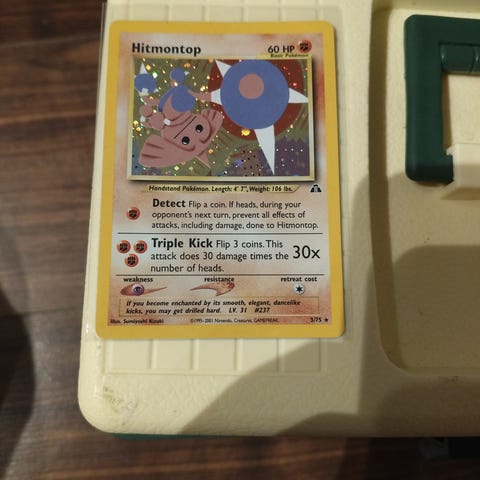 Hitmontop 60 HP
Basic Pokémon
Handstand Pokémon. Length: 4' 7", Weight: 106 lbs.
Detect Flip a coin. If heads, during your
opponent's next turn, prevent all effects of
attacks, including damage, done to Hitmontop.
Triple Kick Flip 3 coins. This
attack does 30 damage times the 30x
number of heads.
weakness resistance retreat cost
If you become enchanted by its smooth, elegant, dancelike
kicks, you may get drilled hard. LV. 31 #237
Illus. Sumiyoshi Kizuki ©1995-2001 Nintendo, Creatures, GAMEFREAK. 3/75